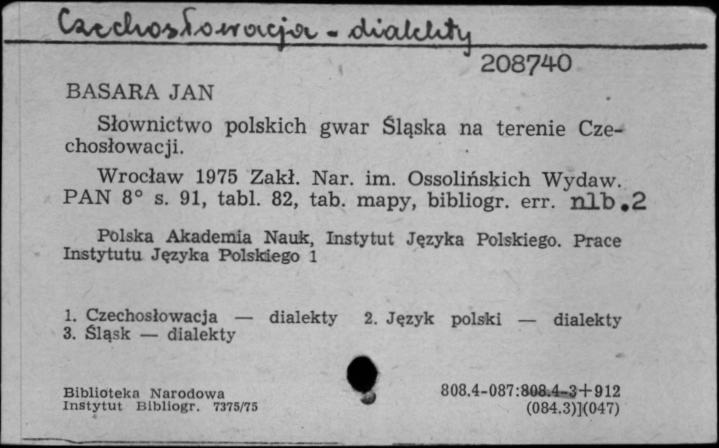 Czechosłowacja - dialekty
208740
BASARA JAN
Słownictwo polskich gwar Śląska na terenie Cze-
chosłowacji.
Wrocław 1975 Zakł. Nar. im. Ossolińskich Wydaw.
PAN 8° s. 91, tabl. 82, tab. mapy, bibliogr. err. nlb.2
Polska Akademia Nauk, Instytut Języka Polskiego. Prace
Instytutu Języka Polskiego 1
1. Czechosłowacja — dialekty 2. Język polski — dialekty
3. Śląsk — dialekty
Biblioteka Narodowa 808.4-087:808.4-3+912
Instytut Bibliogr. 7375/75 (084.3)](047)